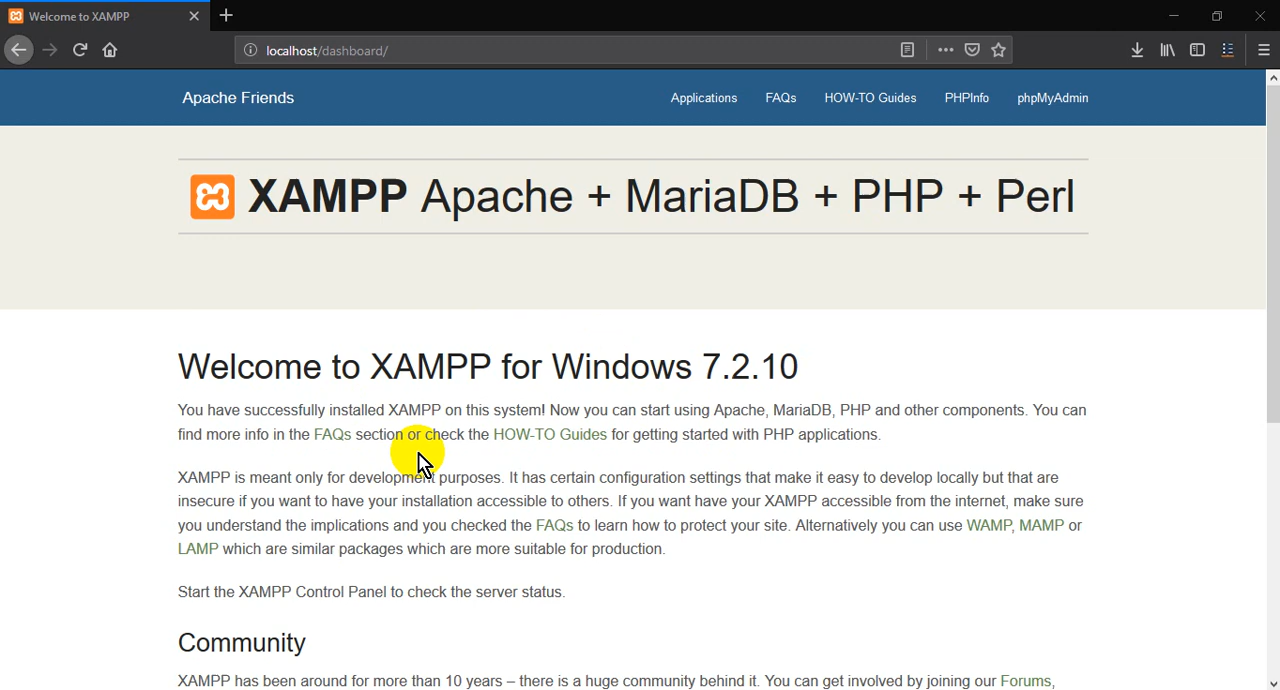 Welcome to XAMPP
localhost/dashboard/
Apache Friends
Applications
FAQs
HOW-TO Guides
PHPInfo
phpMyAdmin
XAMPP Apache + MariaDB + PHP + Perl
Welcome to XAMPP for Windows 7.2.10
You have successfully installed XAMPP on this system! Now you can start using Apache, MariaDB, PHP and other components. You can
find more info in the FAQs section or check the HOW-TO Guides for getting started with PHP applications.
XAMPP is meant only for development purposes. It has certain configuration settings that make it easy to develop locally but that are
insecure if you want to have your installation accessible to others. If you want have your XAMPP accessible from the internet, make sure
you understand the implications and you checked the FAQs to learn how to protect your site. Alternatively you can use WAMP, MAMP or
LAMP which are similar packages which are more suitable for production.
Start the XAMPP Control Panel to check the server status.
Community
XAMPP has been around for more than 10 years – there is a huge community behind it. You can get involved by joining our Forums,